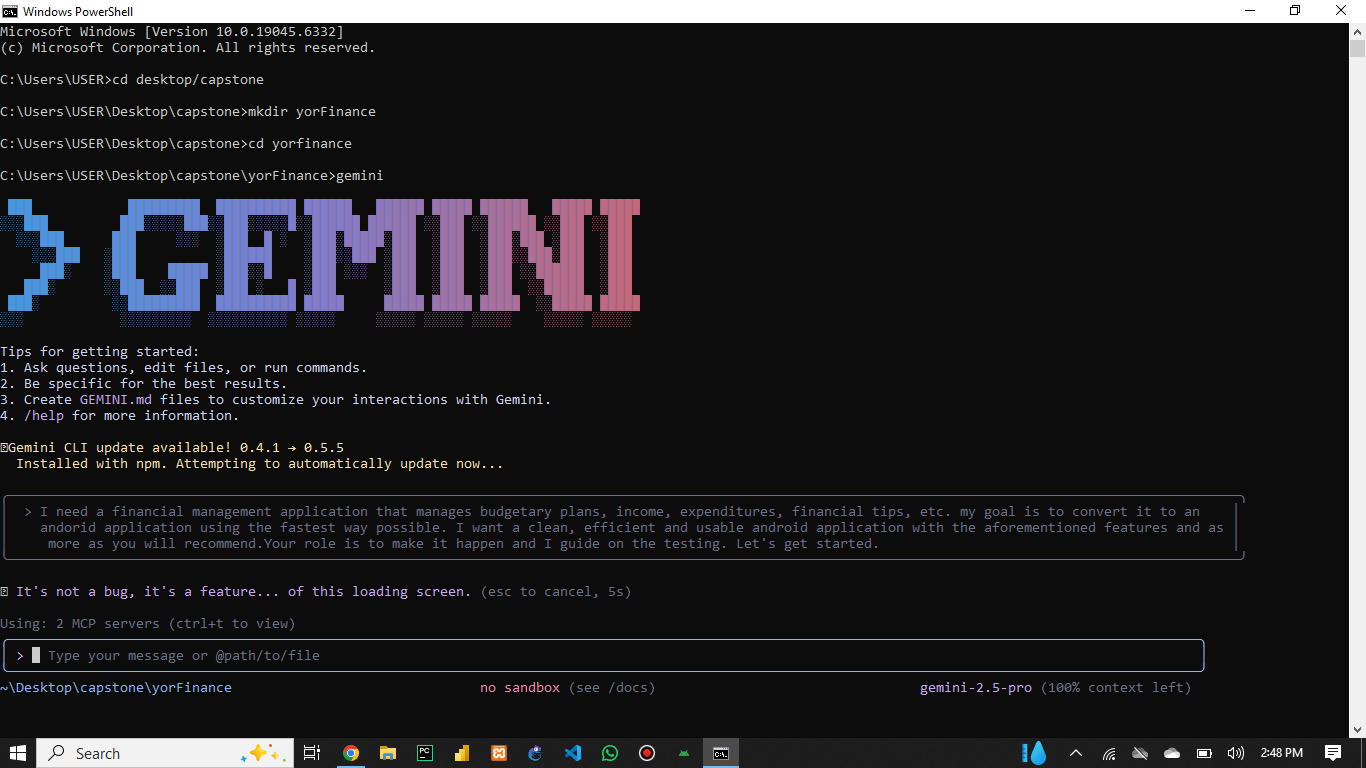 Windows PowerShell
Microsoft Windows [Version 10.0.19045.6332]
(c) Microsoft Corporation. All rights reserved.
C:\Users\USER>cd desktop/capstone
C:\Users\USER\Desktop\capstone>mkdir yorFinance
C:\Users\USER\Desktop\capstone>cd yorfinance
C:\Users\USER\Desktop\capstone\yorFinance>gemini
> GEMINI
Tips for getting started:
1. Ask questions, edit files, or run commands.
2. Be specific for the best results.
3. Create GEMINI.md files to customize your interactions with Gemini.
4. /help for more information.
Gemini CLI update available! 0.4.1 → 0.5.5
Installed with npm. Attempting to automatically update now...
> I need a financial management application that manages budgetary plans, income, expenditures, financial tips, etc. my goal is to convert it to an
andorid application using the fastest way possible. I want a clean, efficient and usable android application with the aforementioned features and as
more as you will recommend.Your role is to make it happen and I guide on the testing. Let's get started.
It's not a bug, it's a feature... of this loading screen. (esc to cancel, 5s)
Using: 2 MCP servers (ctrl+t to view)
> Type your message or @path/to/file
~\Desktop\capstone\yorFinance no sandbox (see /docs) gemini-2.5-pro (100% context left)
Search 2:48 PM